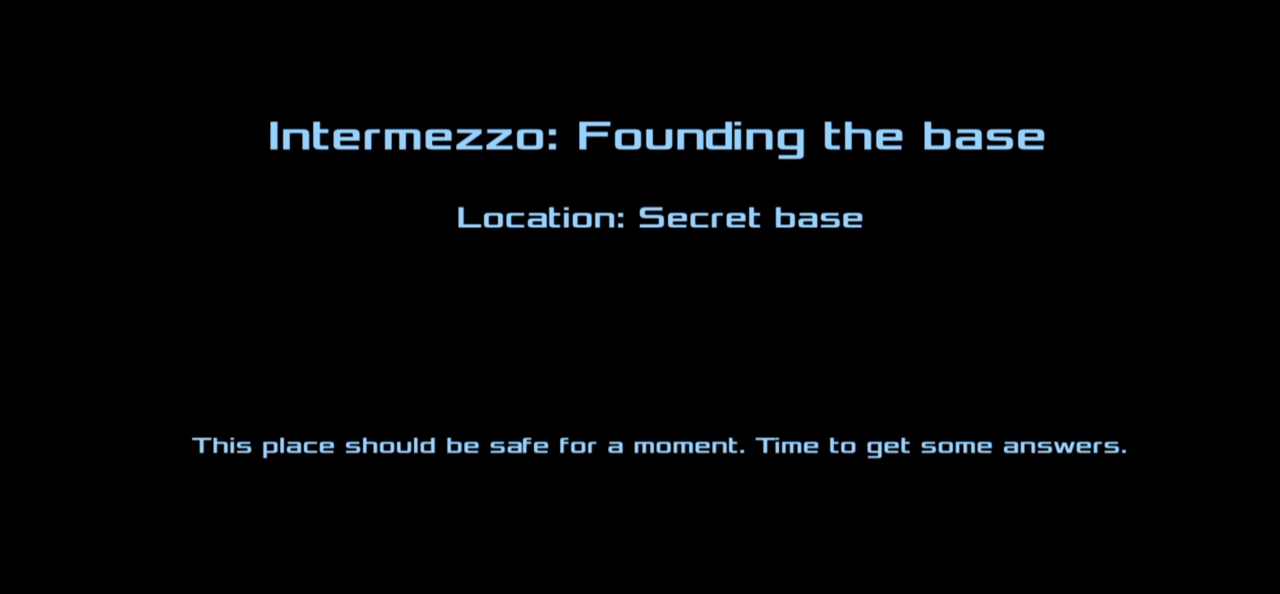 Intermezzo: Founding the base
Location: Secret base
This place should be safe for a moment. Time to get some answers.